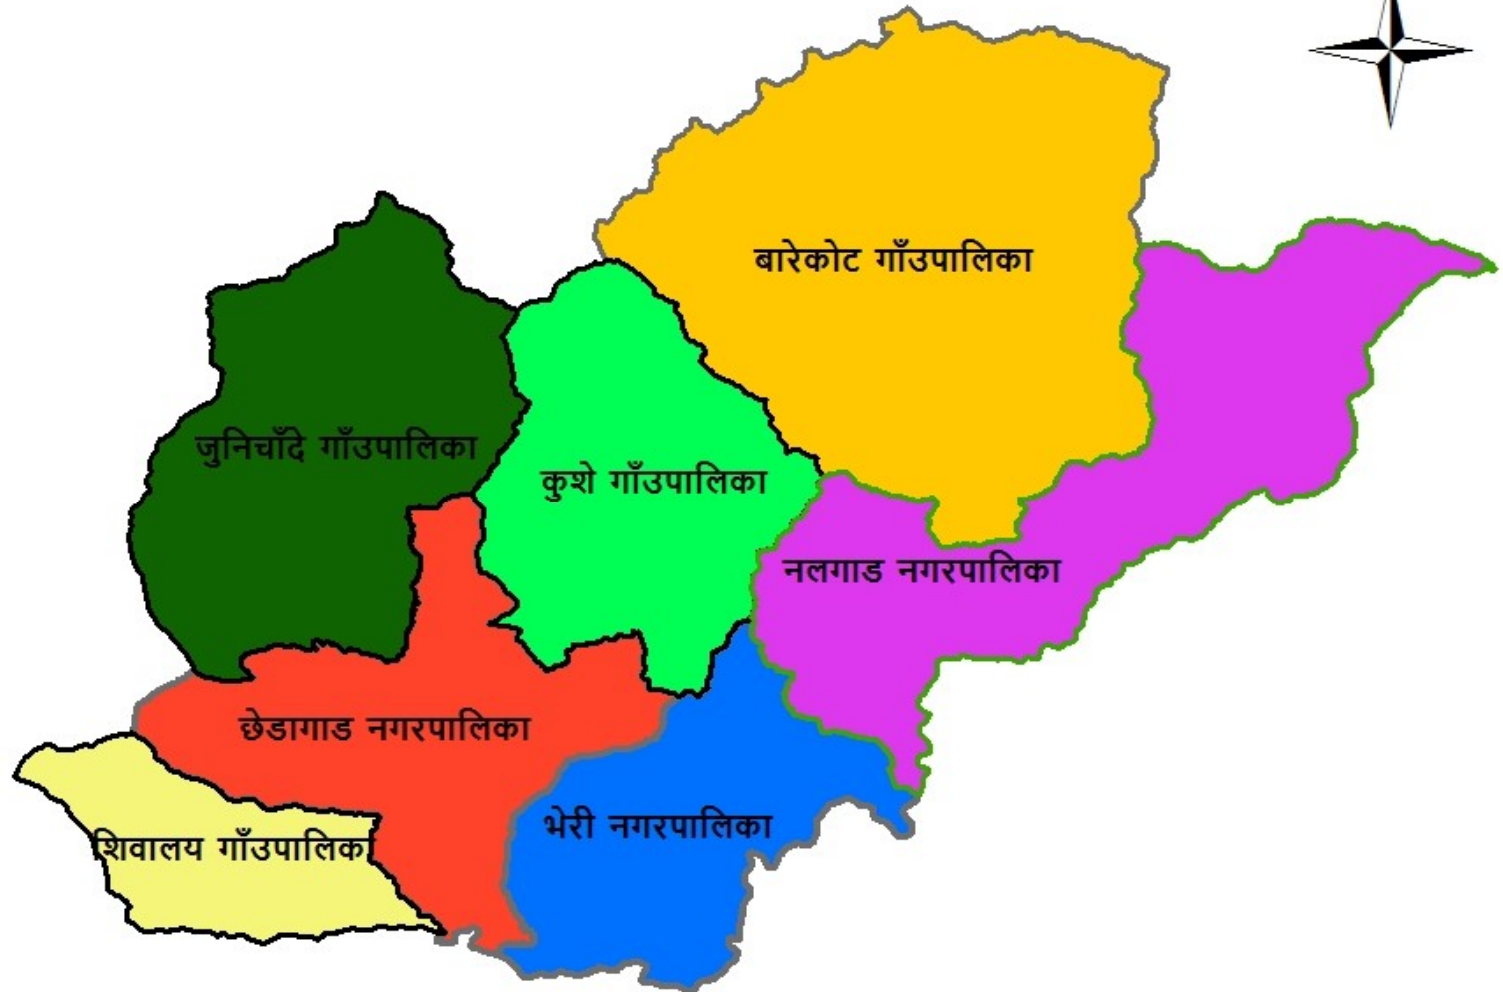 बारेकोट गाँउपालिका
जुनिचाँदे गाँउपालिका
कुशे गाँउपालिका
नलगाड नगरपालिका
छेडागाड नगरपालिका
भेरी नगरपालिका
शिवालय गाँउपालिका